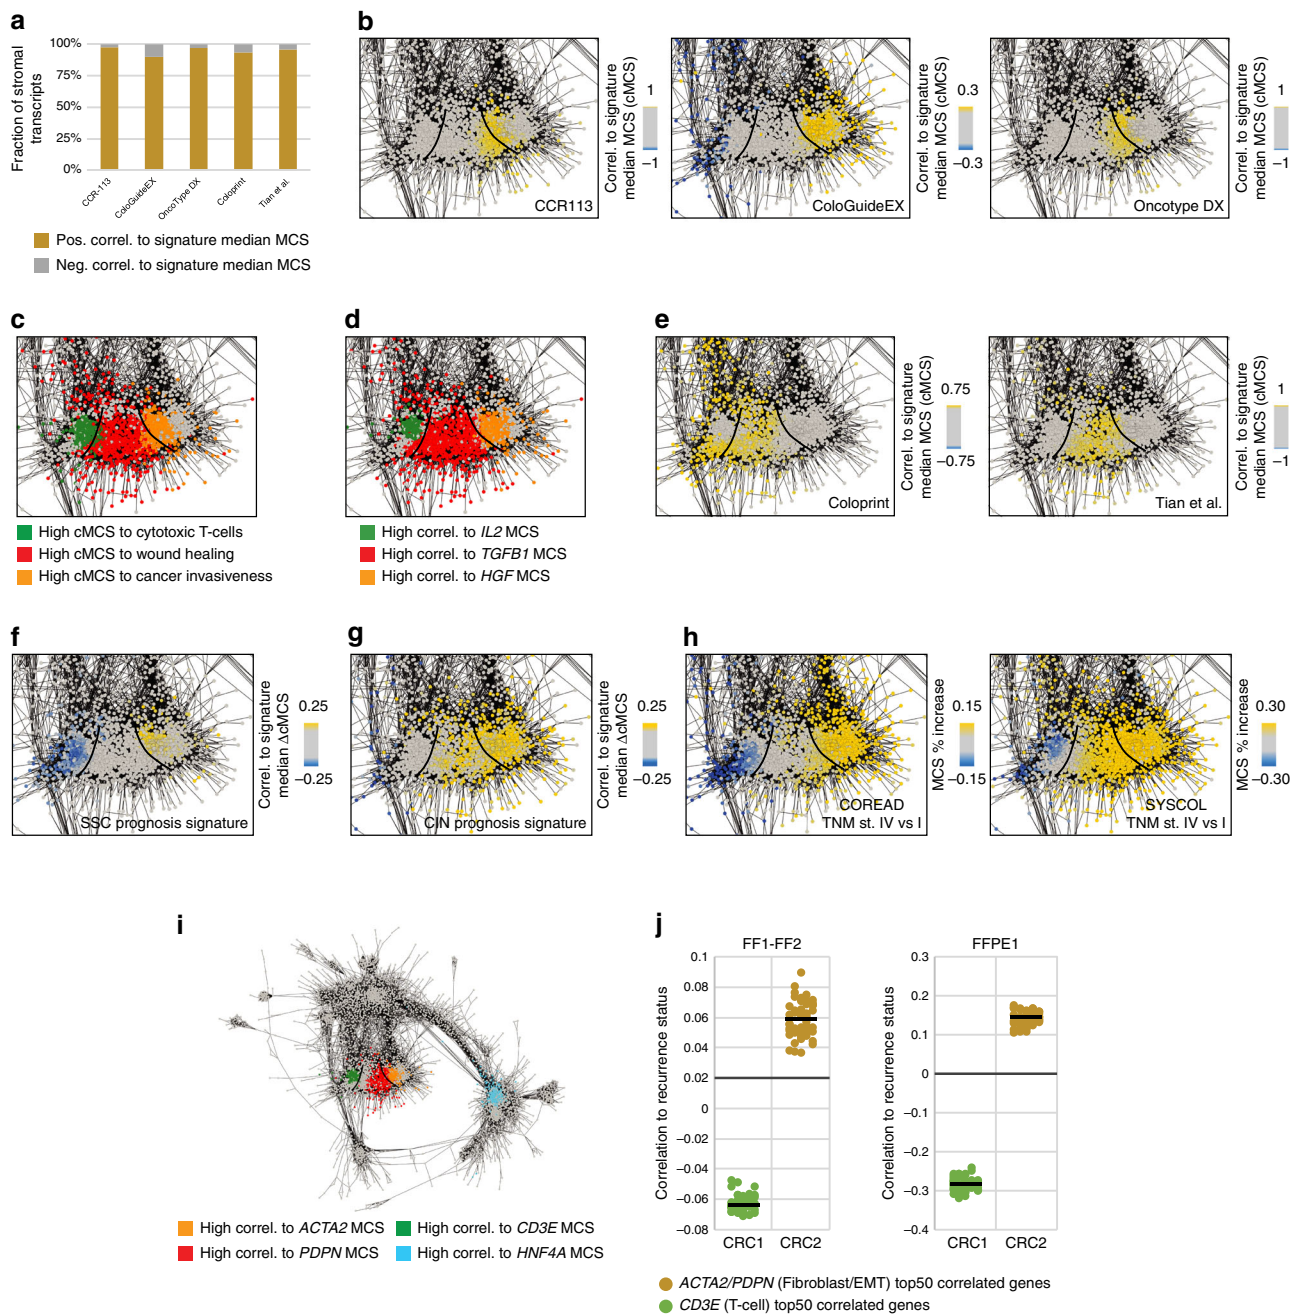 a
Fraction of stromal
transcripts
100%
75%
50%
25%
0%
CCR-113
ColoGuideEX
OncoType DX
Coloprint
Tian et al.
Pos. correl. to signature median MCS
Neg. correl. to signature median MCS
b
CCR113
Correl. to signature
median MCS (cMCS)
1
−1
ColoGuideEX
Correl. to signature
median MCS (cMCS)
0.3
−0.3
Oncotype DX
Correl. to signature
median MCS (cMCS)
1
−1
c
High cMCS to cytotoxic T-cells
High cMCS to wound healing
High cMCS to cancer invasiveness
d
High correl. to IL2 MCS
High correl. to TGFB1 MCS
High correl. to HGF MCS
e
Coloprint
Correl. to signature
median MCS (cMCS)
0.75
−0.75
Tian et al.
Correl. to signature
median MCS (cMCS)
1
−1
f
SSC prognosis signature
Correl. to signature
median ΔcMCS
0.25
−0.25
g
CIN prognosis signature
Correl. to signature
median ΔcMCS
0.25
−0.25
h
COREAD
TNM st. IV vs I
MCS % increase
0.15
−0.15
SYSCOL
TNM st. IV vs I
MCS % increase
0.30
−0.30
i
High correl. to ACTA2 MCS
High correl. to CD3E MCS
High correl. to PDPN MCS
High correl. to HNF4A MCS
j
FF1-FF2
Correlation to recurrence status
0.1
0.08
0.06
0.04
0.02
0
−0.02
−0.04
−0.06
−0.08
CRC1
CRC2
FFPE1
Correlation to recurrence status
0.3
0.2
0.1
0
−0.1
−0.2
−0.3
−0.4
CRC1
CRC2
ACTA2/PDPN (Fibroblast/EMT) top50 correlated genes
CD3E (T-cell) top50 correlated genes